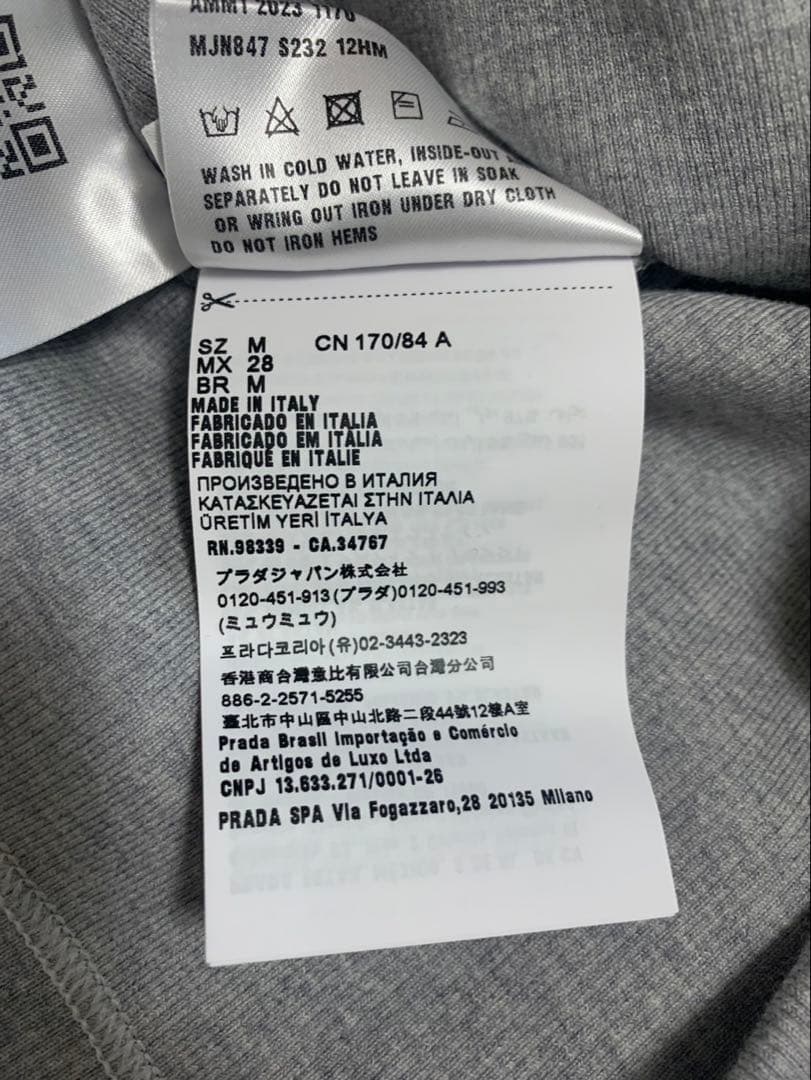 MJN847 S232 12HM
WASH IN COLD WATER, INSIDE-OUT
SEPARATELY DO NOT LEAVE IN SOAK
OR WRING OUT IRON UNDER DRY CLOTH
DO NOT IRON HEMS
SZ M CN 170/84 A
MX 28
BR M
MADE IN ITALY
FABRICADO EN ITALIA
FABRICADO EM ITÁLIA
FABRIQUÉ EN ITALIE
ПРОИЗВЕДЕНО В ИТАЛИЯ
ΚΑΤΑΣΚΕΥΑΖΕΤΑΙ ΣΤΗΝ ΙΤΑΛΙΑ
ÜRETİM YERİ İTALYA
RN.98339 - CA.34767
プラダジャパン株式会社
0120-451-913(プラダ)0120-451-993
(ミュウミュウ)
프라다코리아(유)02-3443-2323
香港商台灣意比有限公司台灣分公司
886-2-2571-5255
臺北市中山區中山北路二段44號12樓A室
Prada Brasil Importação e Comércio
de Artigos de Luxo Ltda
CNPJ 13.633.271/0001-26
PRADA SPA Via Fogazzaro,28 20135 Milano